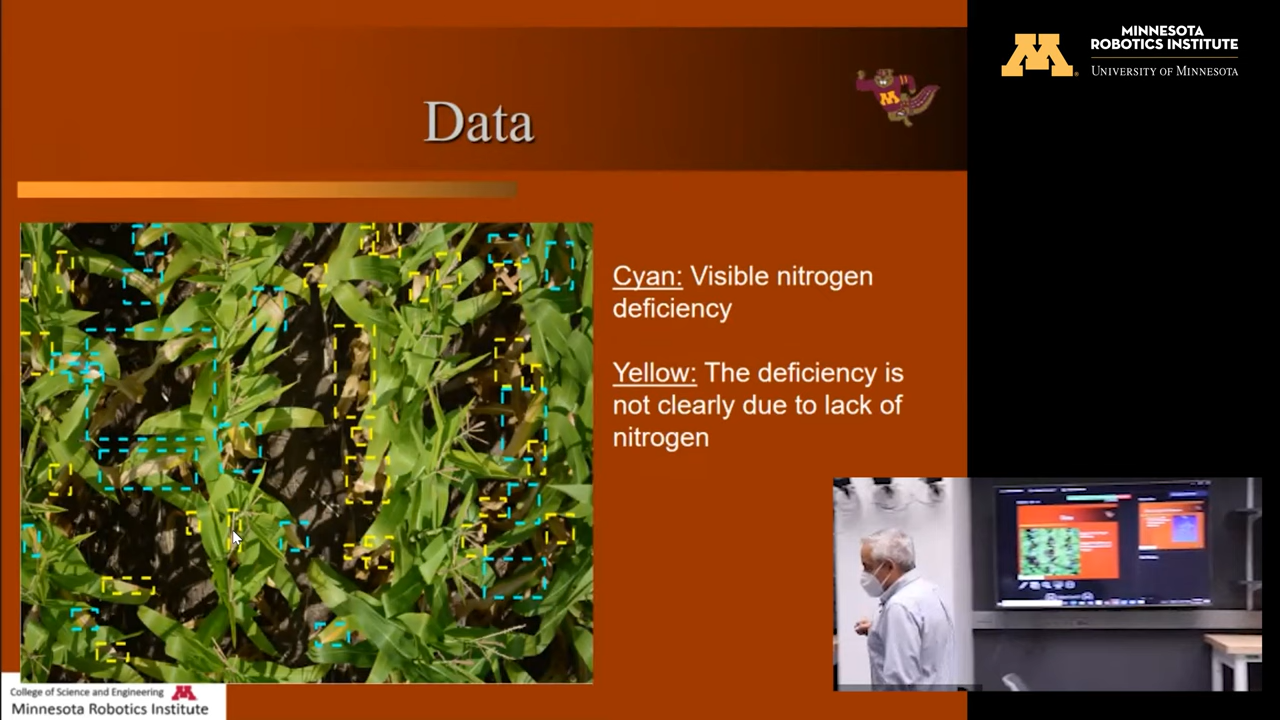 MINNESOTA
ROBOTICS INSTITUTE
UNIVERSITY OF MINNESOTA
M
Data
Cyan: Visible nitrogen
deficiency
Yellow: The deficiency is
not clearly due to lack of
nitrogen
College of Science and Engineering
Minnesota Robotics Institute